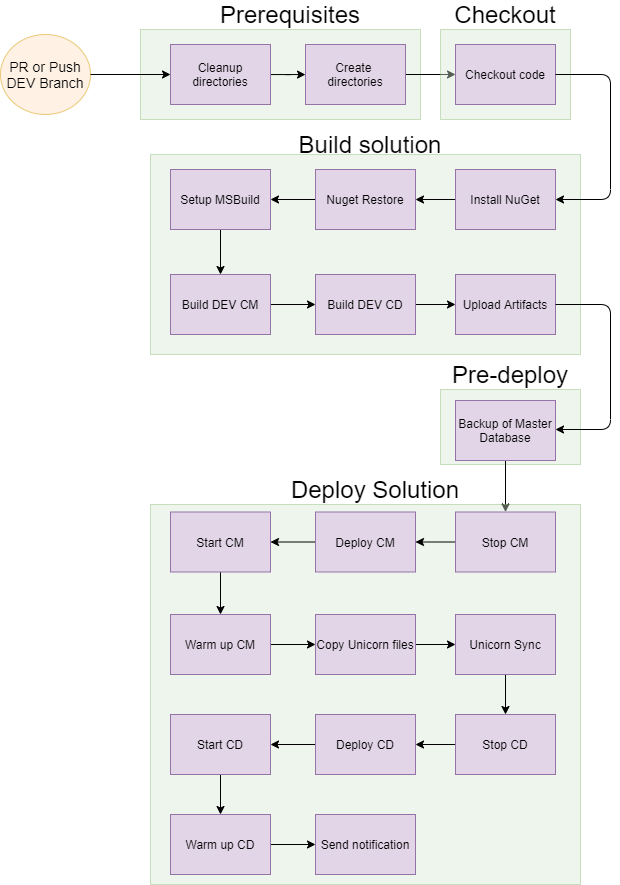 Prerequisites
Checkout
PR or Push
DEV Branch
Cleanup
directories
Create
directories
Checkout code
Build solution
Setup MSBuild
Nuget Restore
Install NuGet
Build DEV CM
Build DEV CD
Upload Artifacts
Pre-deploy
Backup of Master
Database
Deploy Solution
Start CM
Deploy CM
Stop CM
Warm up CM
Copy Unicorn files
Unicorn Sync
Start CD
Deploy CD
Stop CD
Warm up CD
Send notification